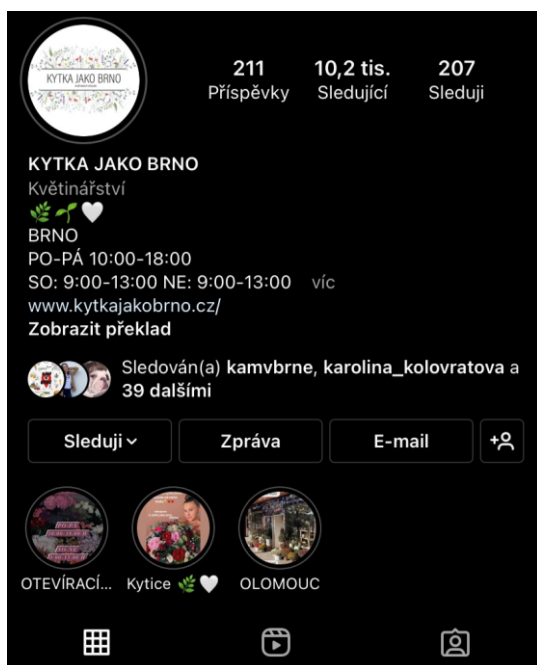 KYTKA JAKO BRNO
211 10,2 tis. 207
Příspěvky Sledující Sleduji
KYTKA JAKO BRNO
Květinářství
BRNO
PO-PÁ 10:00-18:00
SO: 9:00-13:00 NE: 9:00-13:00 víc
www.kytkajakobrno.cz/
Zobrazit překlad
Sledován(a) kamvbrne, karolina_kolovratova a
39 dalšími
Sleduji Zpráva E-mail
OTEVÍRACÍ... Kytice 🌿🤍 OLOMOUC